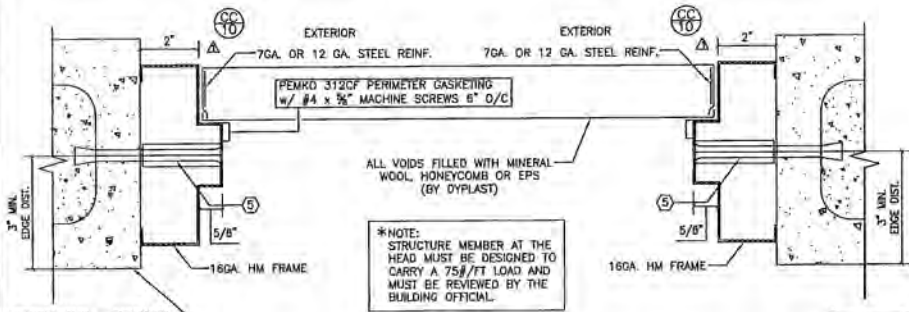 CC
10
CC
10
2"
EXTERIOR
EXTERIOR
2"
7GA. OR 12 GA. STEEL REINF.
7GA. OR 12 GA. STEEL REINF.
PEMKO 312CF PERIMETER GASKETING
w/ #4 x ⅝" MACHINE SCREWS 6" O/C
ALL VOIDS FILLED WITH MINERAL
WOOL, HONEYCOMB OR EPS
(BY DYPLAST)
3" MIN.
EDGE DIST.
5
5
3" MIN.
EDGE DIST.
5/8"
5/8"
16GA. HM FRAME
16GA. HM FRAME
*NOTE:
STRUCTURE MEMBER AT THE
HEAD MUST BE DESIGNED TO
CARRY A 75#/FT LOAD AND
MUST BE REVIEWED BY THE
BUILDING OFFICIAL